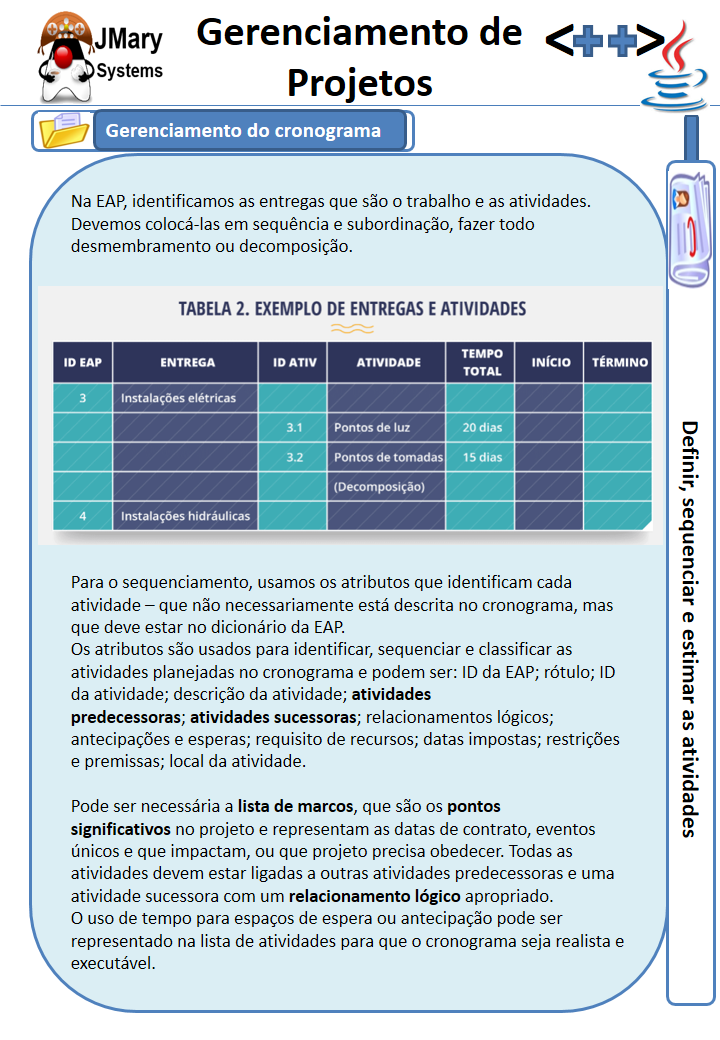 JMary
Systems
Gerenciamento de
Projetos
<++>
Gerenciamento do cronograma
Na EAP, identificamos as entregas que são o trabalho e as atividades.
Devemos colocá-las em sequência e subordinação, fazer todo
desmembramento ou decomposição.
TABELA 2. EXEMPLO DE ENTREGAS E ATIVIDADES
ID EAP ENTREGA ID ATIV ATIVIDADE TEMPO TOTAL INÍCIO TÉRMINO
3 Instalações elétricas
3.1 Pontos de luz 20 dias
3.2 Pontos de tomadas 15 dias
(Decomposição)
4 Instalações hidráulicas
Para o sequenciamento, usamos os atributos que identificam cada
atividade – que não necessariamente está descrita no cronograma, mas
que deve estar no dicionário da EAP.
Os atributos são usados para identificar, sequenciar e classificar as
atividades planejadas no cronograma e podem ser: ID da EAP; rótulo; ID
da atividade; descrição da atividade; atividades
predecessoras; atividades sucessoras; relacionamentos lógicos;
antecipações e esperas; requisito de recursos; datas impostas; restrições
e premissas; local da atividade.
Pode ser necessária a lista de marcos, que são os pontos
significativos no projeto e representam as datas de contrato, eventos
únicos e que impactam, ou que projeto precisa obedecer. Todas as
atividades devem estar ligadas a outras atividades predecessoras e uma
atividade sucessora com um relacionamento lógico apropriado.
O uso de tempo para espaços de espera ou antecipação pode ser
representado na lista de atividades para que o cronograma seja realista e
executável.
Definir, sequenciar e estimar as atividades